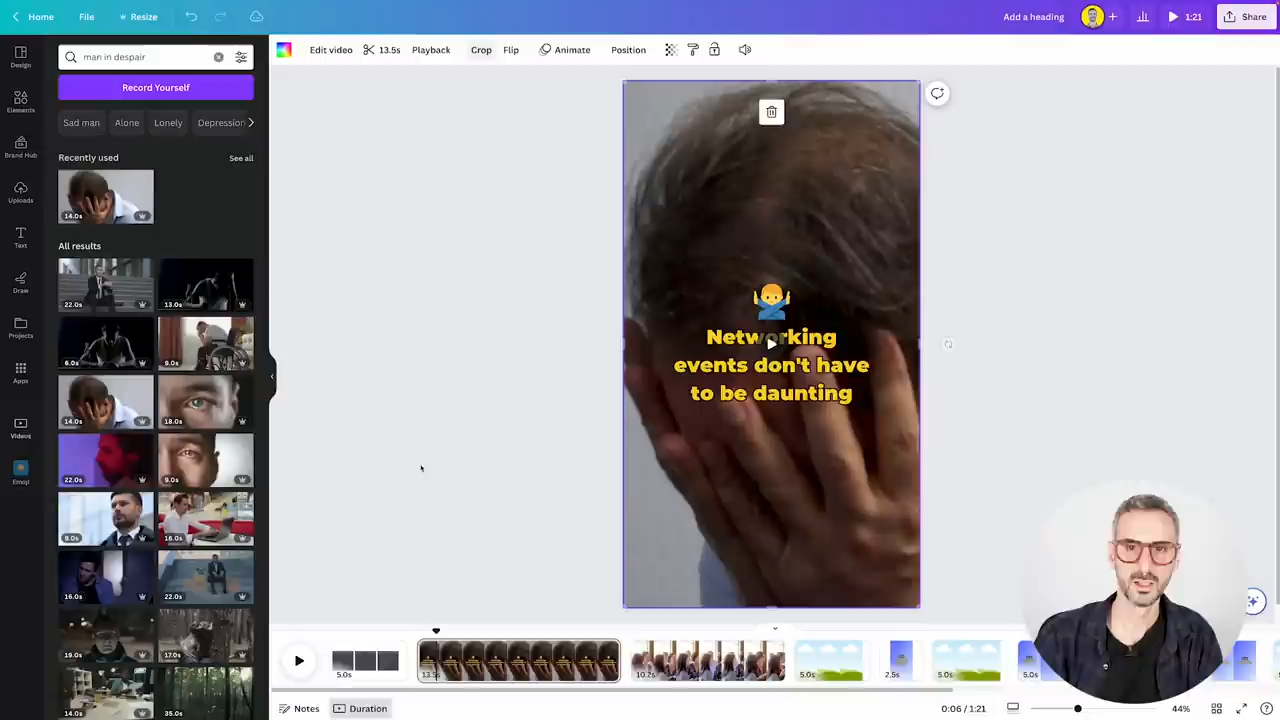 Home
File
Resize
Add a heading
1:21
Share
Design
Elements
Brand Hub
Uploads
Text
Draw
Projects
Apps
Videos
Emoji
man in despair
Record Yourself
Sad man
Alone
Lonely
Depression
Recently used
See all
14.0s
All results
22.0s
13.0s
6.0s
9.0s
14.0s
18.0s
22.0s
9.0s
9.0s
16.0s
16.0s
22.0s
19.0s
17.0s
14.0s
35.0s
Edit video
13.5s
Playback
Crop
Flip
Animate
Position
Networking
events don't have
to be daunting
5.0s
13.5s
10.2s
5.0s
2.5s
5.0s
5.0s
Notes
Duration
0:06 / 1:21
44%